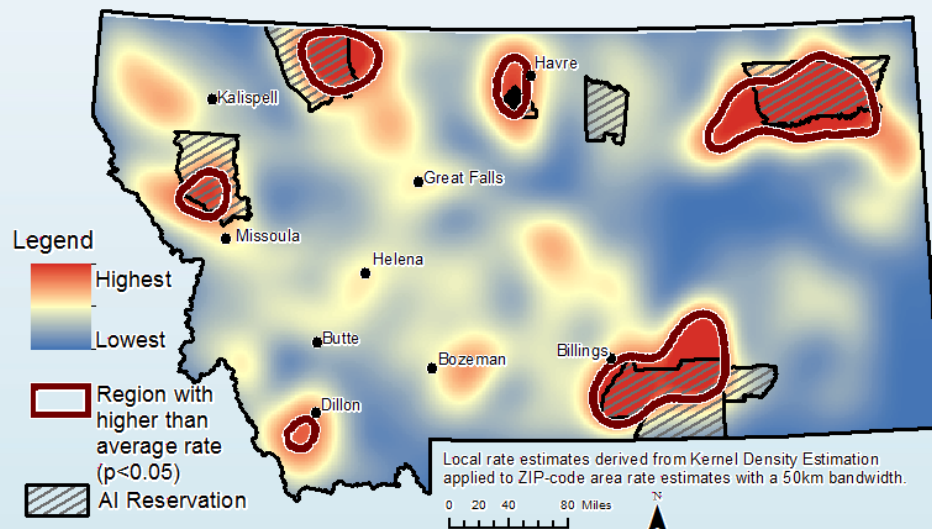 Havre
Kalispell
Great Falls
Missoula
Legend
Highest
Helena
Lowest
Butte
Billings
Bozeman
Region with
higher than
average rate
(p<0.05)
Dillon
AI Reservation
Local rate estimates derived from Kernel Density Estimation
applied to ZIP-code area rate estimates with a 50km bandwidth.
N
0 20 40 80 Miles